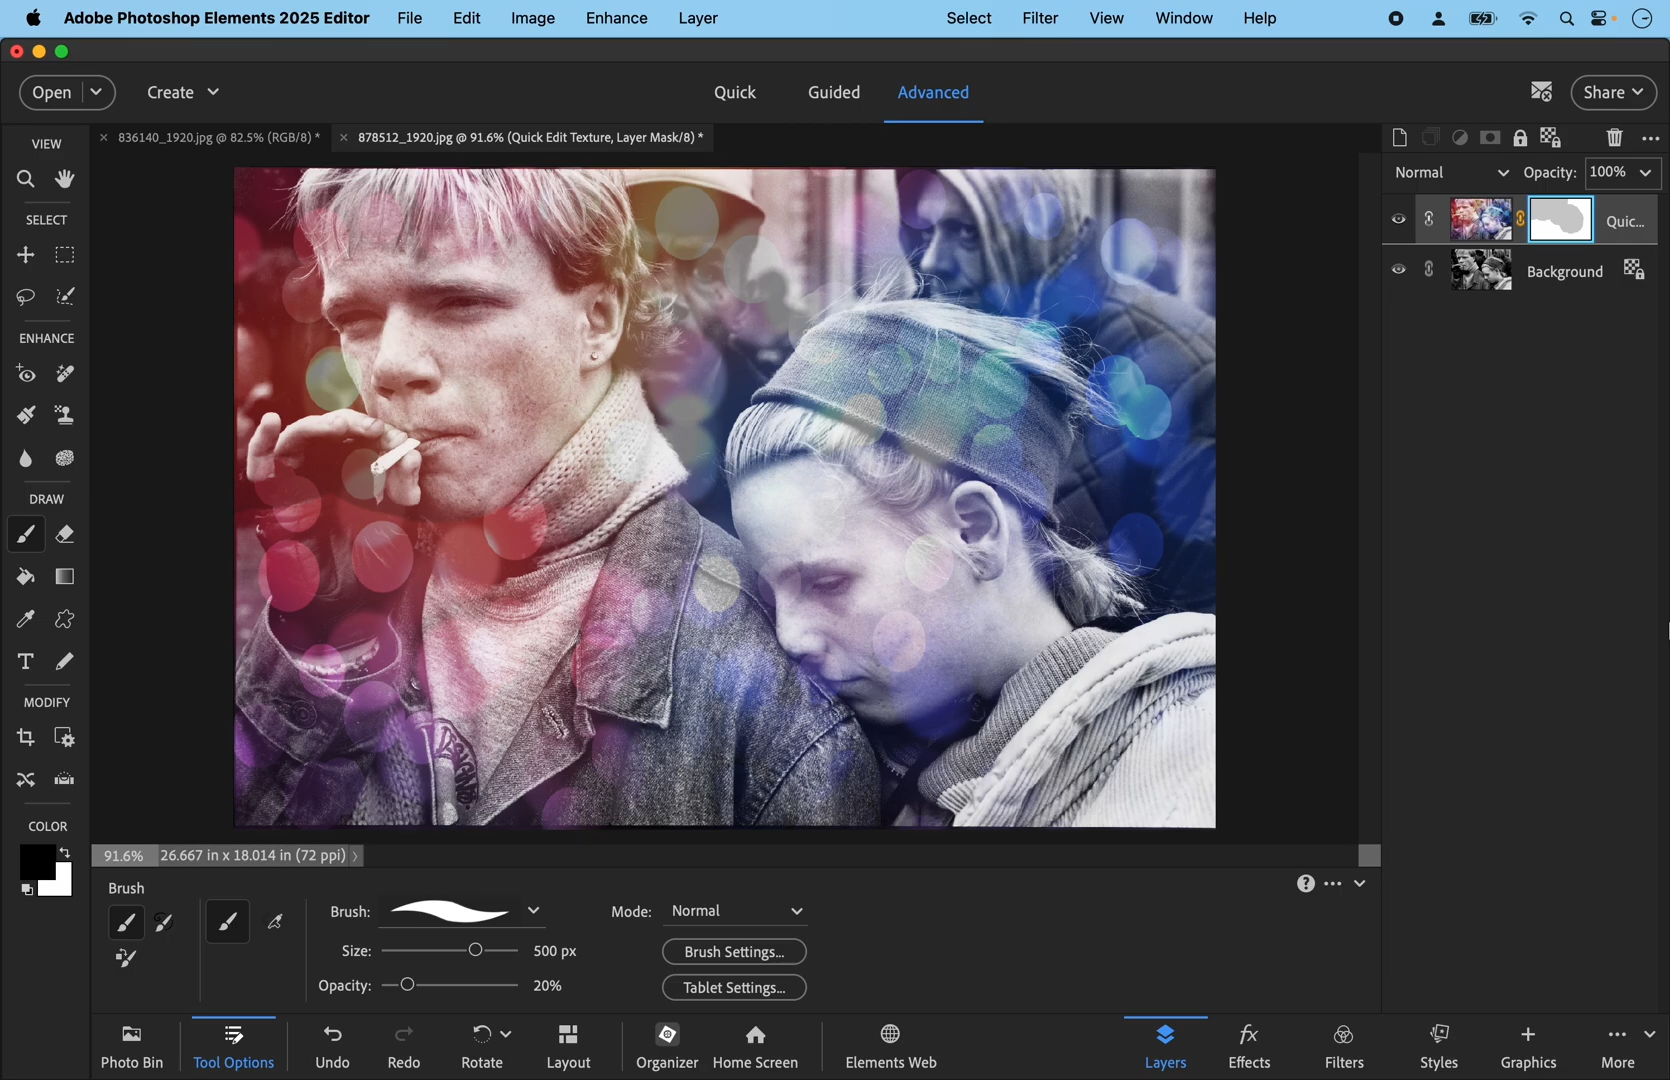 Adobe Photoshop Elements 2025 Editor File Edit Image Enhance Layer Select Filter View Window Help
Open Create Quick Guided Advanced Share
VIEW
836140_1920.jpg @ 82.5% (RGB/8) *
878512_1920.jpg @ 91.6% (Quick Edit Texture, Layer Mask/8) *
Normal Opacity: 100%
SELECT
Quic...
Background
ENHANCE
DRAW
MODIFY
COLOR
91.6% 26.667 in x 18.014 in (72 ppi)
Brush
Brush: Mode: Normal
Size: 500 px Brush Settings...
Opacity: 20% Tablet Settings...
Photo Bin Tool Options Undo Redo Rotate Layout Organizer Home Screen Elements Web Layers Effects Filters Styles Graphics More